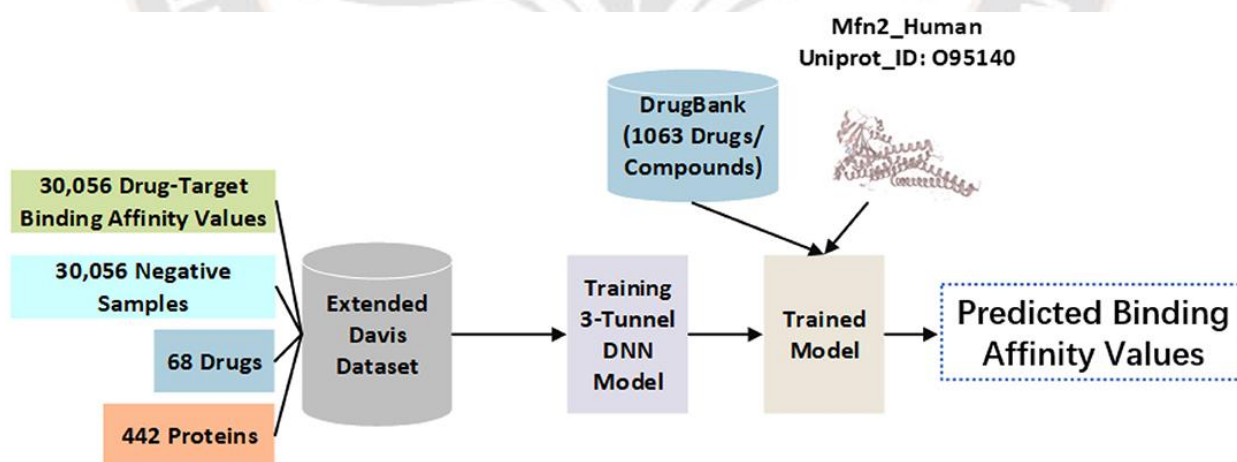 Mfn2_Human
Uniprot_ID: O95140
DrugBank
(1063 Drugs/
Compounds)
30,056 Drug-Target
Binding Affinity Values
30,056 Negative
Samples
68 Drugs
442 Proteins
Extended
Davis
Dataset
Training
3-Tunnel
DNN
Model
Trained
Model
Predicted Binding
Affinity Values